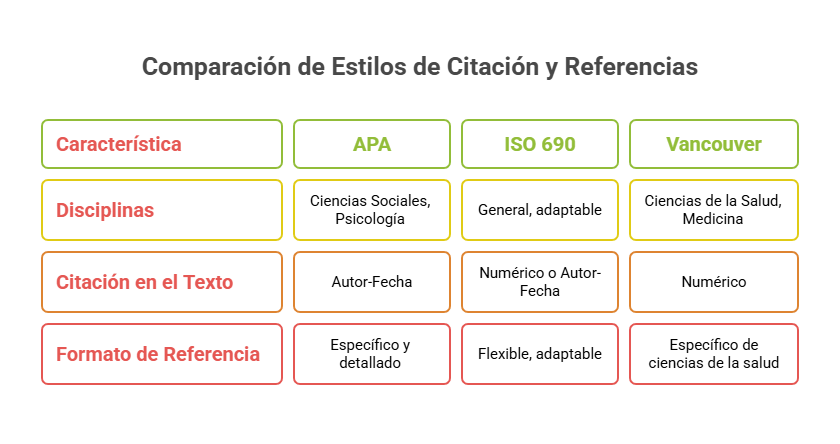 Comparación de Estilos de Citación y Referencias
Característica
APA
ISO 690
Vancouver
Disciplinas
Ciencias Sociales,
Psicología
General, adaptable
Ciencias de la Salud,
Medicina
Citación en el Texto
Autor-Fecha
Numérico o Autor-
Fecha
Numérico
Formato de Referencia
Específico y
detallado
Flexible, adaptable
Específico de
ciencias de la salud